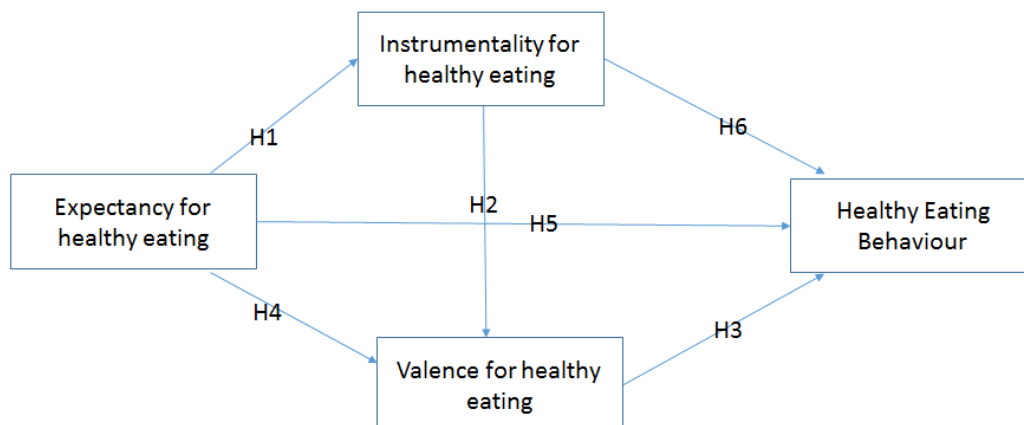 Instrumentality for
healthy eating
H1
H6
Expectancy for
healthy eating
H2
H5
Healthy Eating
Behaviour
H4
H3
Valence for healthy
eating